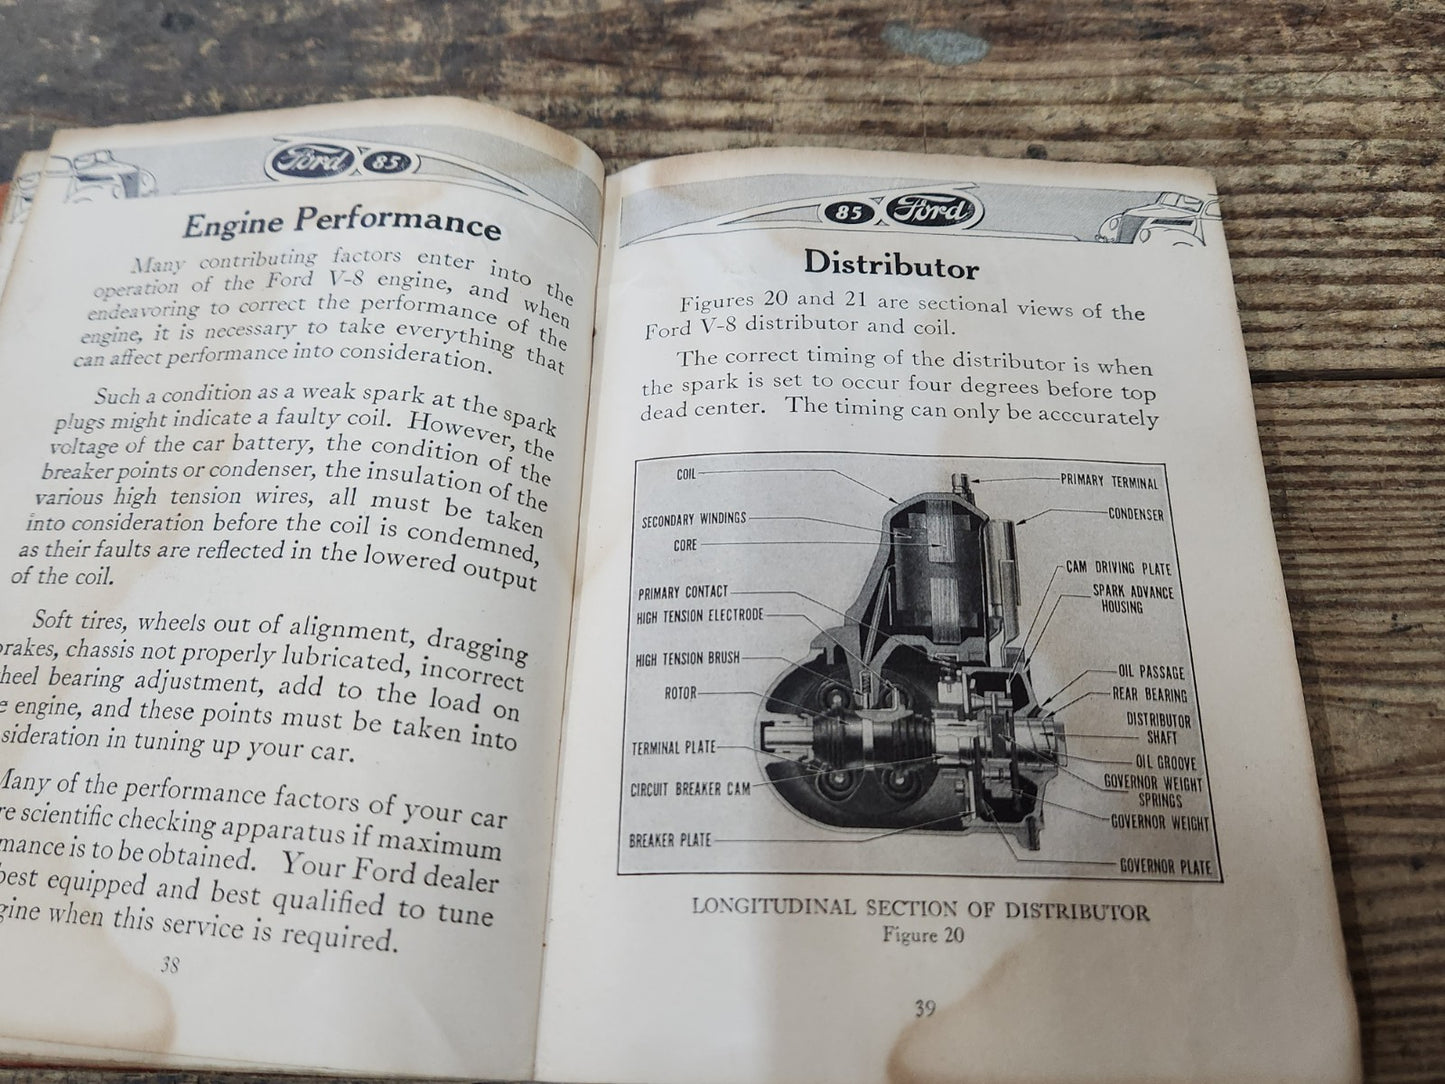 Ford 85
Engine Performance
Many contributing factors enter into the
operation of the Ford V-8 engine, and when
endeavoring to correct the performance of the
engine, it is necessary to take everything that
can affect performance into consideration.
Such a condition as a weak spark at the spark
plugs might indicate a faulty coil. However, the
voltage of the car battery, the condition of the
breaker points or condenser, the insulation of the
various high tension wires, all must be taken
into consideration before the coil is condemned,
as their faults are reflected in the lowered output
of the coil.
Soft tires, wheels out of alignment, dragging
rakes, chassis not properly lubricated, incorrect
heel bearing adjustment, add to the load on
e engine, and these points must be taken into
sideration in tuning up your car.
Many of the performance factors of your car
re scientific checking apparatus if maximum
mance is to be obtained. Your Ford dealer
best equipped and best qualified to tune
gine when this service is required.
38
85 Ford
Distributor
Figures 20 and 21 are sectional views of the
Ford V-8 distributor and coil.
The correct timing of the distributor is when
the spark is set to occur four degrees before top
dead center. The timing can only be acccurately
COIL
SECONDARY WINDINGS
CORE
PRIMARY CONTACT
HIGH TENSION ELECTRODE
HIGH TENSION BRUSH
ROTOR
TERMINAL PLATE
CIRCUIT BREAKER CAM
BREAKER PLATE
PRIMARY TERMINAL
CONDENSER
CAM DRIVING PLATE
SPARK ADVANCE
HOUSING
OIL PASSAGE
REAR BEARING
DISTRIBUTOR
SHAFT
OIL GROOVE
GOVERNOR WEIGHT
SPRINGS
GOVERNOR WEIGHT
GOVERNOR PLATE
LONGITUDINAL SECTION OF DISTRIBUTOR
Figure 20
39